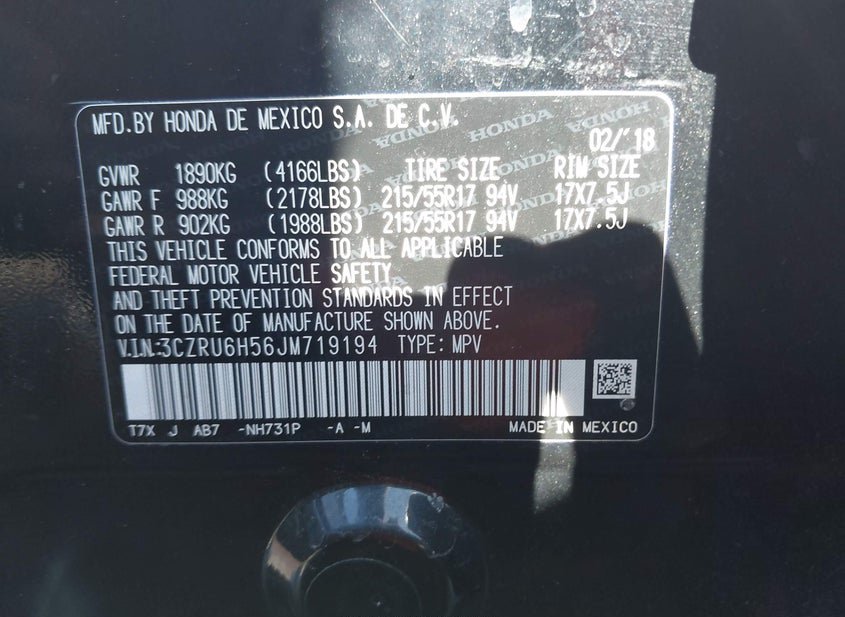 MFD.BY HONDA DE MEXICO S.A. DE C.V.
02/'18
GVWR 1890KG (4166LBS) TIRE SIZE RIM SIZE
GAWR F 988KG (2178LBS) 215/55R17 94V 17X7.5J
GAWR R 902KG (1988LBS) 215/55R17 94V 17X7.5J
THIS VEHICLE CONFORMS TO ALL APPLICABLE
FEDERAL MOTOR VEHICLE SAFETY
AND THEFT PREVENTION STANDARDS IN EFFECT
ON THE DATE OF MANUFACTURE SHOWN ABOVE.
V.I.N:3CZRU6H56JM719194 TYPE: MPV
T7X J AB7 -NH731P -A -M MADE IN MEXICO
HONDA